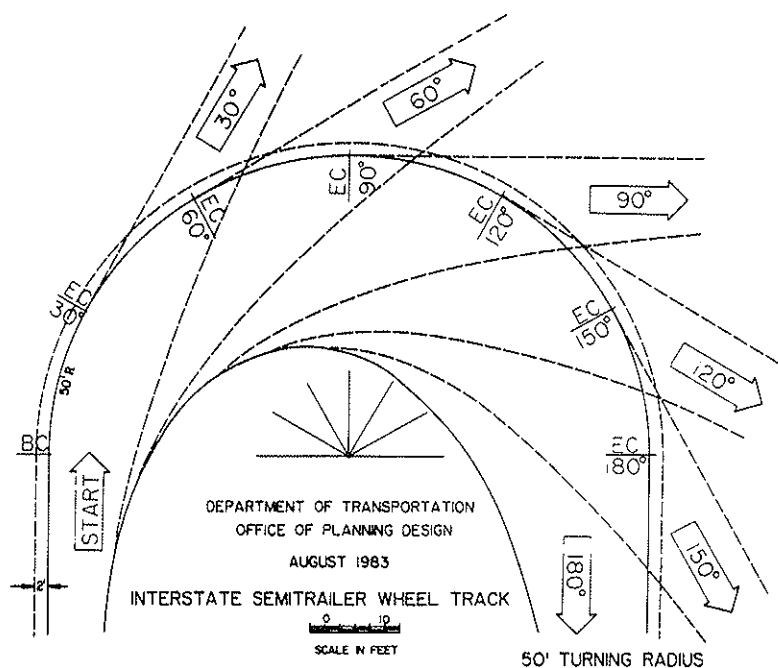 30°
60°
EC
90°
EC
60°
EC
120°
90°
EC
30°
EC
150°
50' R
120°
BC
EC
180°
START
DEPARTMENT OF TRANSPORTATION
OFFICE OF PLANNING DESIGN
AUGUST 1983
180°
150°
2'
INTERSTATE SEMITRAILER WHEEL TRACK
0 10
SCALE IN FEET
50' TURNING RADIUS